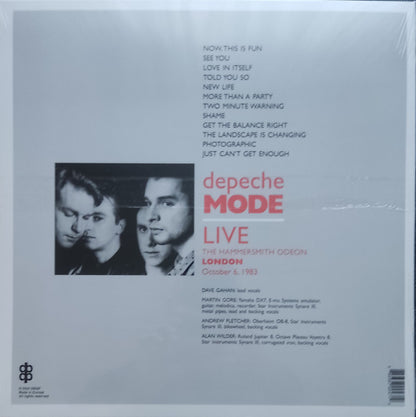 NOW, THIS IS FUN
SEE YOU
LOVE IN ITSELF
TOLD YOU SO
NEW LIFE
MORE THAN A PARTY
TWO MINUTE WARNING
SHAME
GET THE BALANCE RIGHT
THE LANDSCAPE IS CHANGING
PHOTOGRAPHIC
JUST CAN'T GET ENOUGH
depeche
MODE
LIVE
THE HAMMERSMITH ODEON
LONDON
October 6, 1983
DAVE GAHAN: lead vocals
MARTIN GORE: Yamaha DX7, E-mu Systems emulator,
guitar, melodica, recorder, Star Instruments Synare III,
metal pipes, lead and backing vocals
ANDREW FLETCHER: Oberheim OB-8, Star Instruments
Synare III, bikewheel, backing vocals
ALAN WILDER: Roland Jupiter 8, Octave Plateau Voyetra 8,
Star Instruments Synare III, corrugated iron, backing vocals
All rights reserved